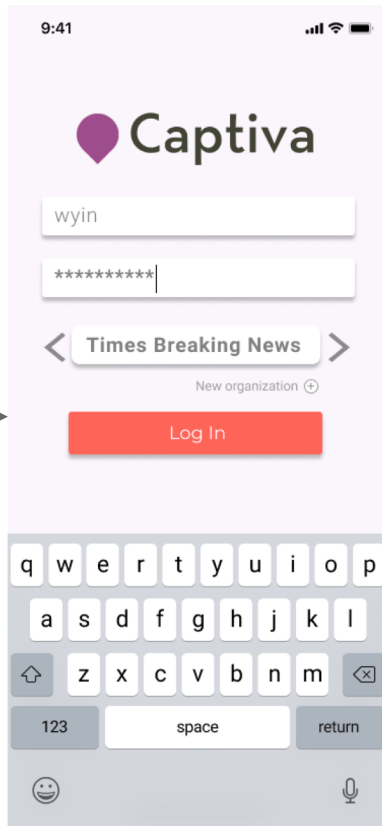 9:41
Captiva
wyin
**********
Times Breaking News
New organization
Log In
q w e r t y u i o p
a s d f g h j k l
z x c v b n m
123 space return